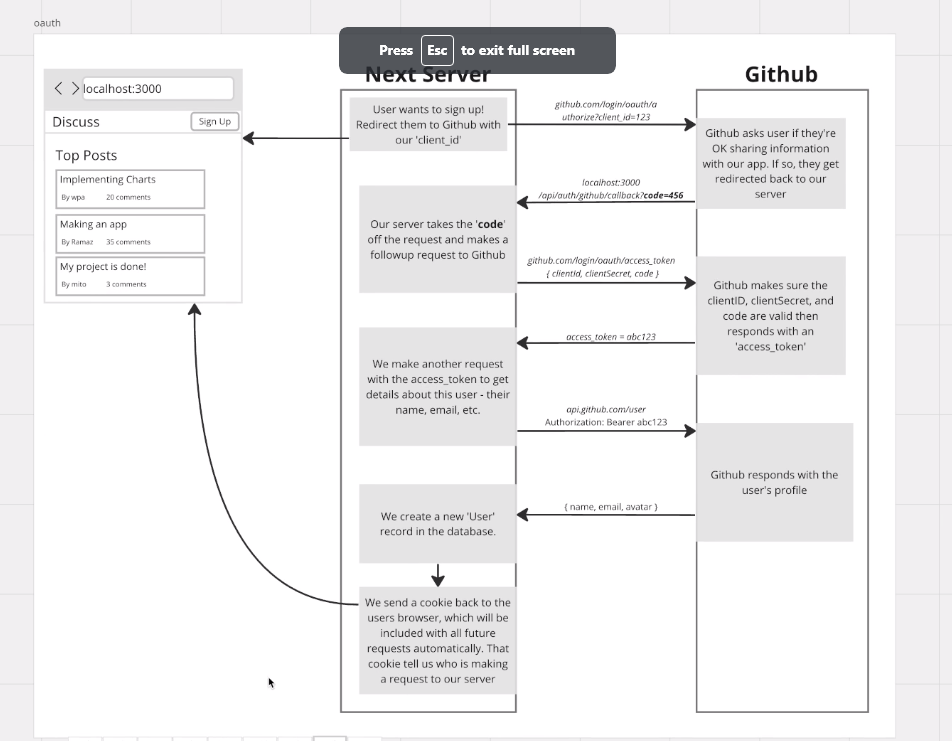 oauth
Press Esc to exit full screen
Next Server
Github
localhost:3000
Discuss
Sign Up
Top Posts
Implementing Charts
By wpa 20 comments
Making an app
By Ramaz 35 comments
My project is done!
By mito 3 comments
User wants to sign up!
Redirect them to Github with
our 'client_id'
github.com/login/oauth/a
uthorize?client_id=123
Github asks user if they're
OK sharing information
with our app. If so, they get
redirected back to our
server
localhost:3000
/api/auth/github/callback?code=456
Our server takes the 'code'
off the request and makes a
followup request to Github
github.com/login/oauth/access_token
{ clientId, clientSecret, code }
Github makes sure the
clientID, clientSecret, and
code are valid then
responds with an
'access_token'
access_token = abc123
We make another request
with the access_token to get
details about this user - their
name, email, etc.
api.github.com/user
Authorization: Bearer abc123
Github responds with the
user's profile
{ name, email, avatar }
We create a new 'User'
record in the database.
We send a cookie back to the
users browser, which will be
included with all future
requests automatically. That
cookie tell us who is making
a request to our server